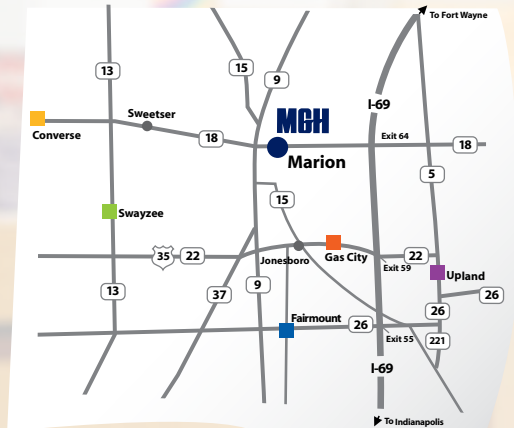 To Fort Wayne
13
15
9
I-69
MGH
Sweetser
Converse
18
Exit 64
18
Marion
5
15
Swayzee
35
22
Jonesboro
Gas City
22
Exit 59
Upland
13
37
9
26
26
Fairmount
26
Exit 55
221
I-69
To Indianapolis